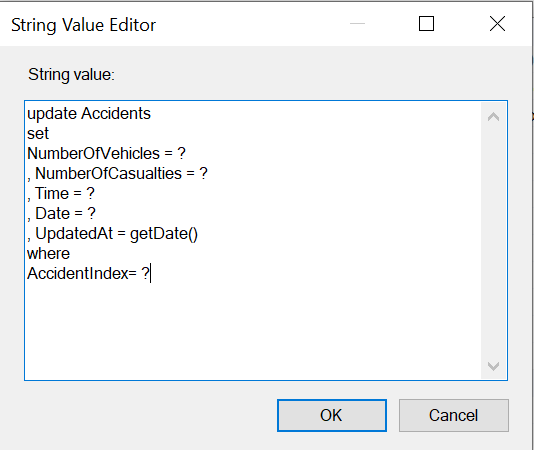 String Value Editor
String value:
update Accidents
set
NumberOfVehicles = ?
, NumberOfCasualties = ?
, Time = ?
, Date = ?
, UpdatedAt = getDate()
where
AccidentIndex= ?
OK
Cancel